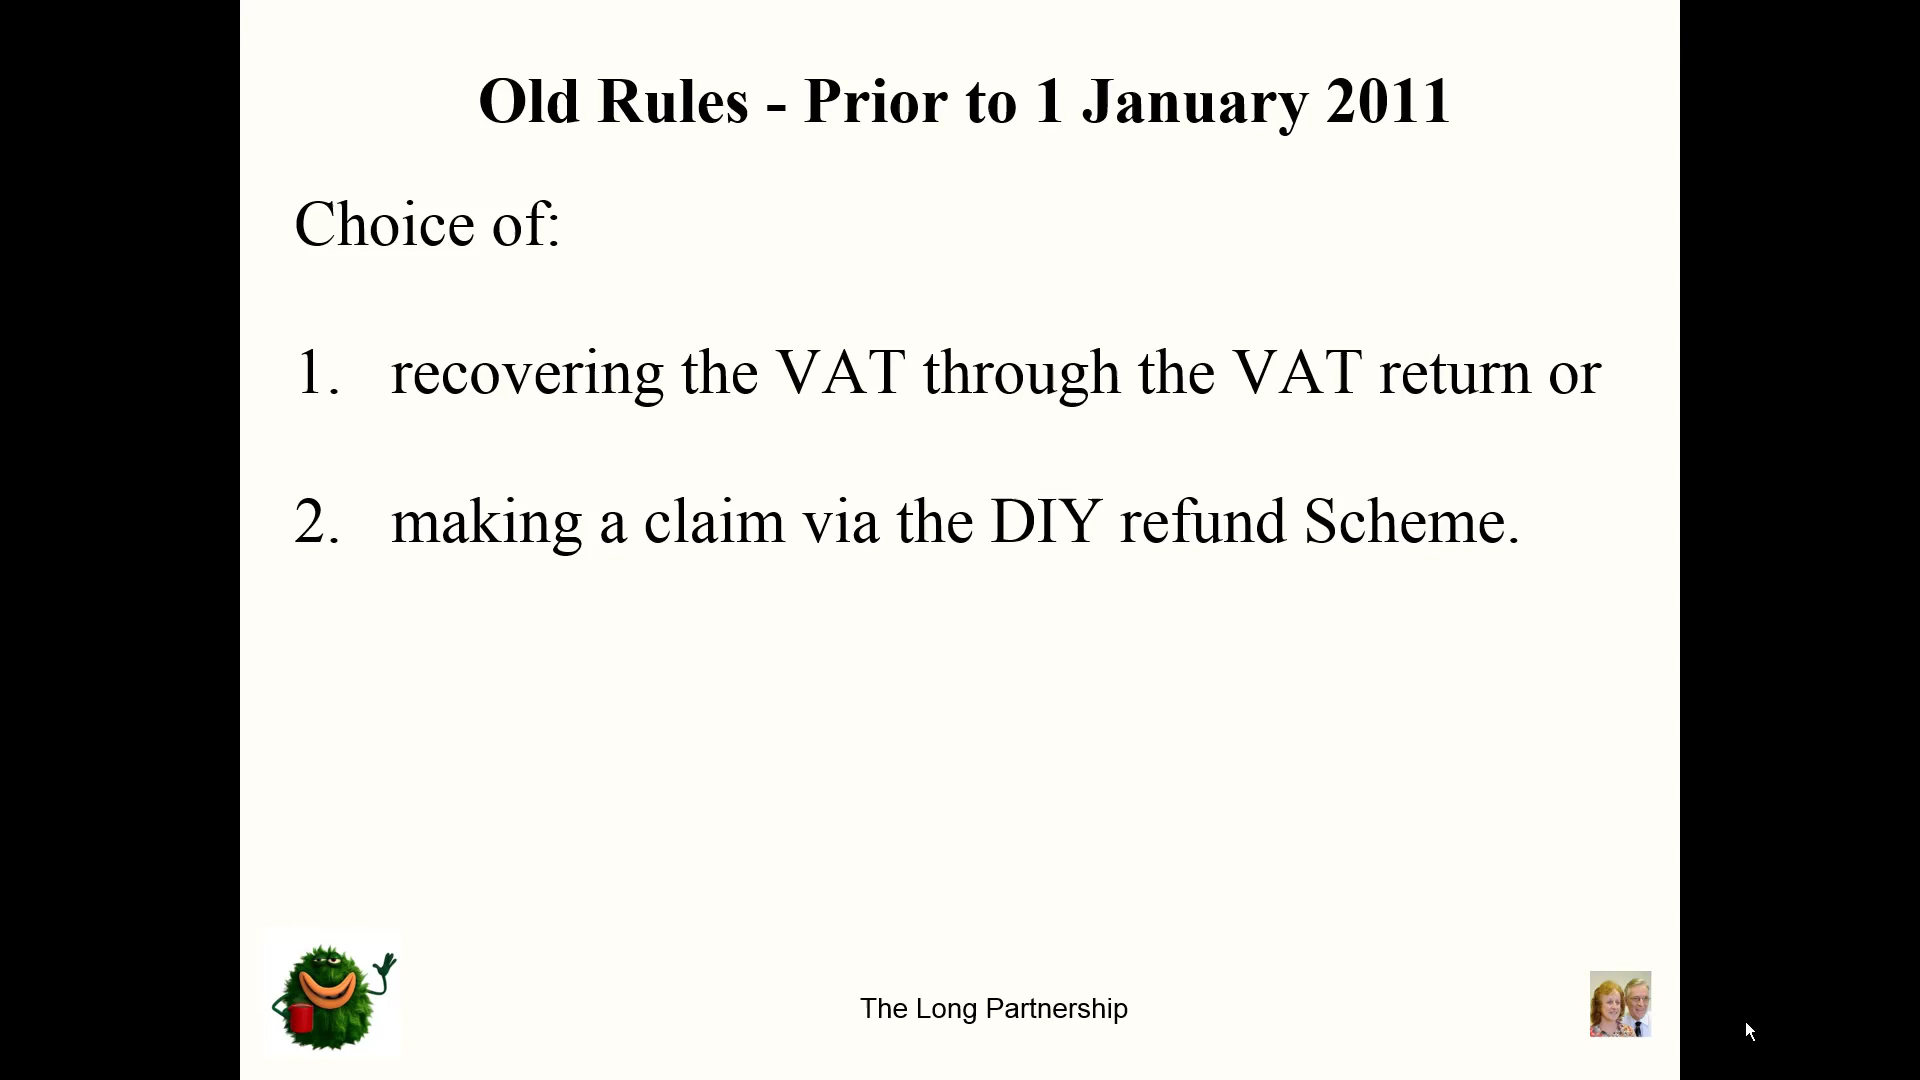 Old Rules - Prior to 1 January 2011
Choice of:
1. recovering the VAT through the VAT return or
2. making a claim via the DIY refund Scheme.
The Long Partnership